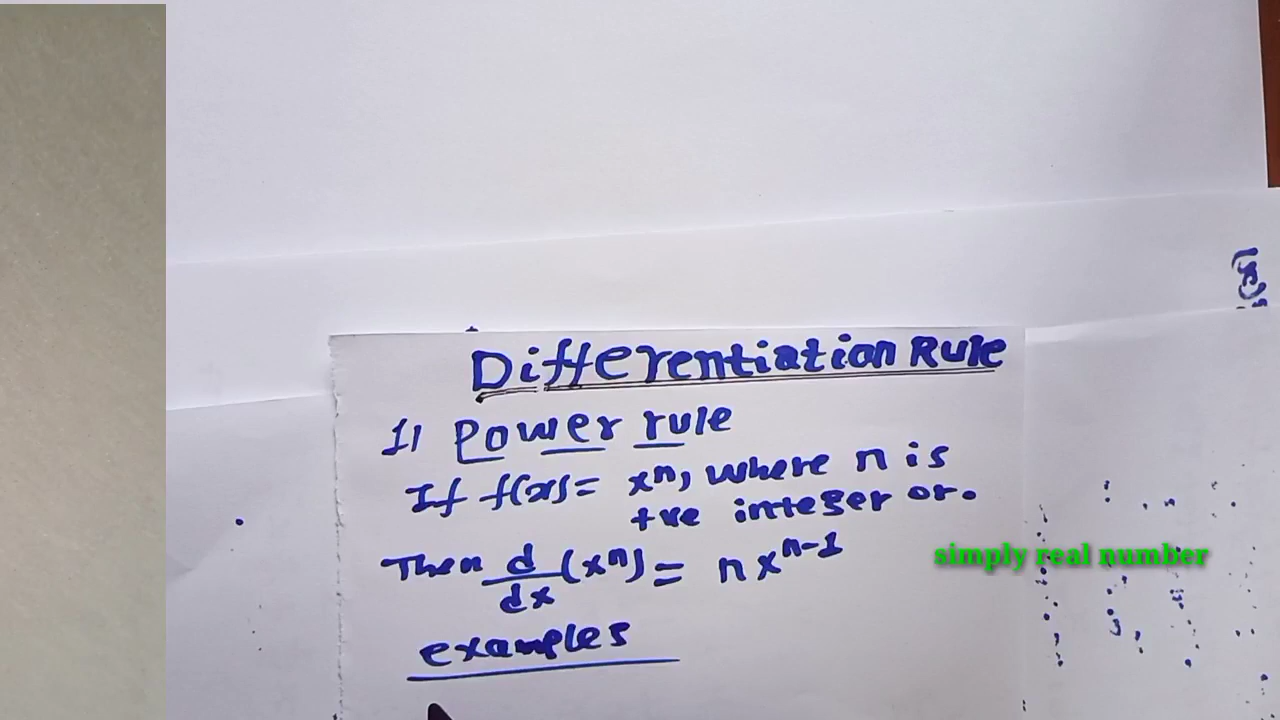 Differentiation Rule
1) Power rule
If f(x) = xⁿ, where n is
+ve integer or.
simply real number
Then d/dx (xⁿ) = nxⁿ⁻¹
examples